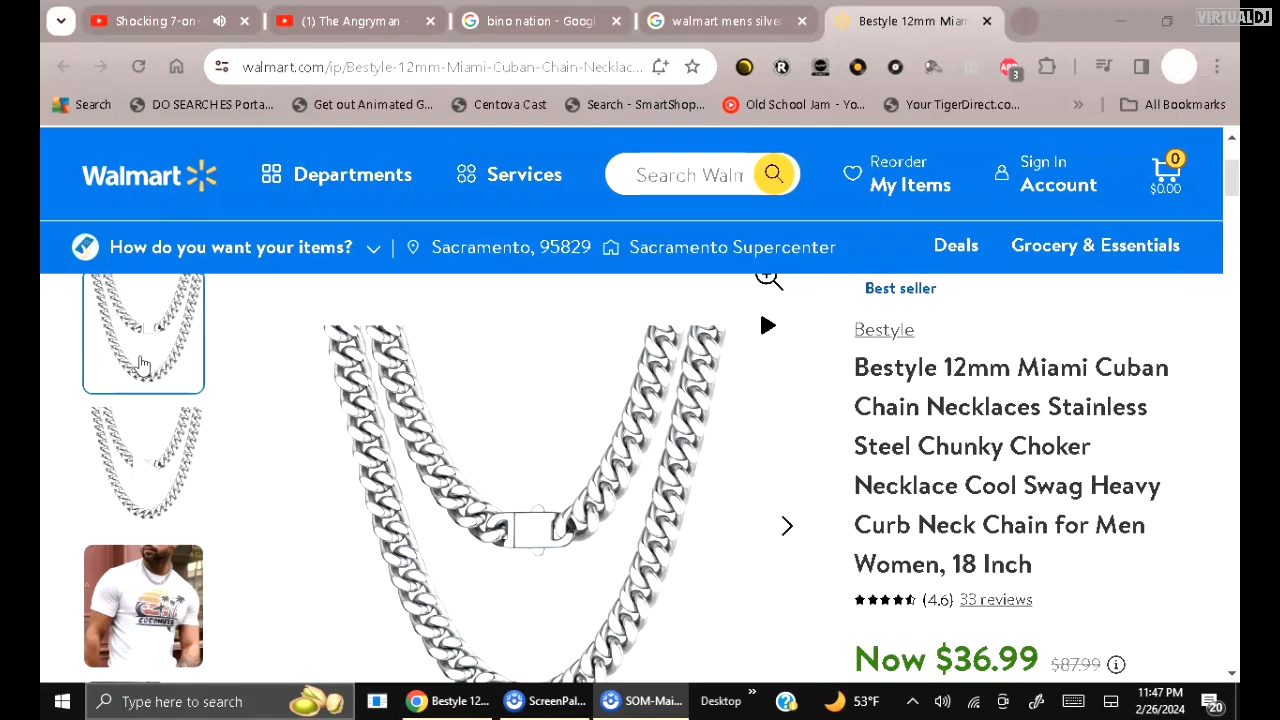 Shocking 7-on-
(1) The Angryman
bino nation - Googl
walmart mens silver
Bestyle 12mm Miam
VIRTUALDJ
walmart.com/ip/Bestyle-12mm-Miami-Cuban-Chain-Necklac...
R
ABP
3
Search
DO SEARCHES Porta...
Get out Animated G...
Centova Cast
Search - SmartShop...
Old School Jam - Yo...
Your TigerDirect.co...
»
All Bookmarks
Walmart
Departments
Services
Search Walm
Reorder
My Items
Sign In
Account
0
$0.00
How do you want your items?
Sacramento, 95829
Sacramento Supercenter
Deals
Grocery & Essentials
Best seller
Bestyle
Bestyle 12mm Miami Cuban
Chain Necklaces Stainless
Steel Chunky Choker
Necklace Cool Swag Heavy
Curb Neck Chain for Men
Women, 18 Inch
(4.6) 33 reviews
Now $36.99 $87.99
Type here to search
Bestyle 12...
ScreenPal...
SOM-Mai...
Desktop
»
53°F
11:47 PM
2/26/2024
20